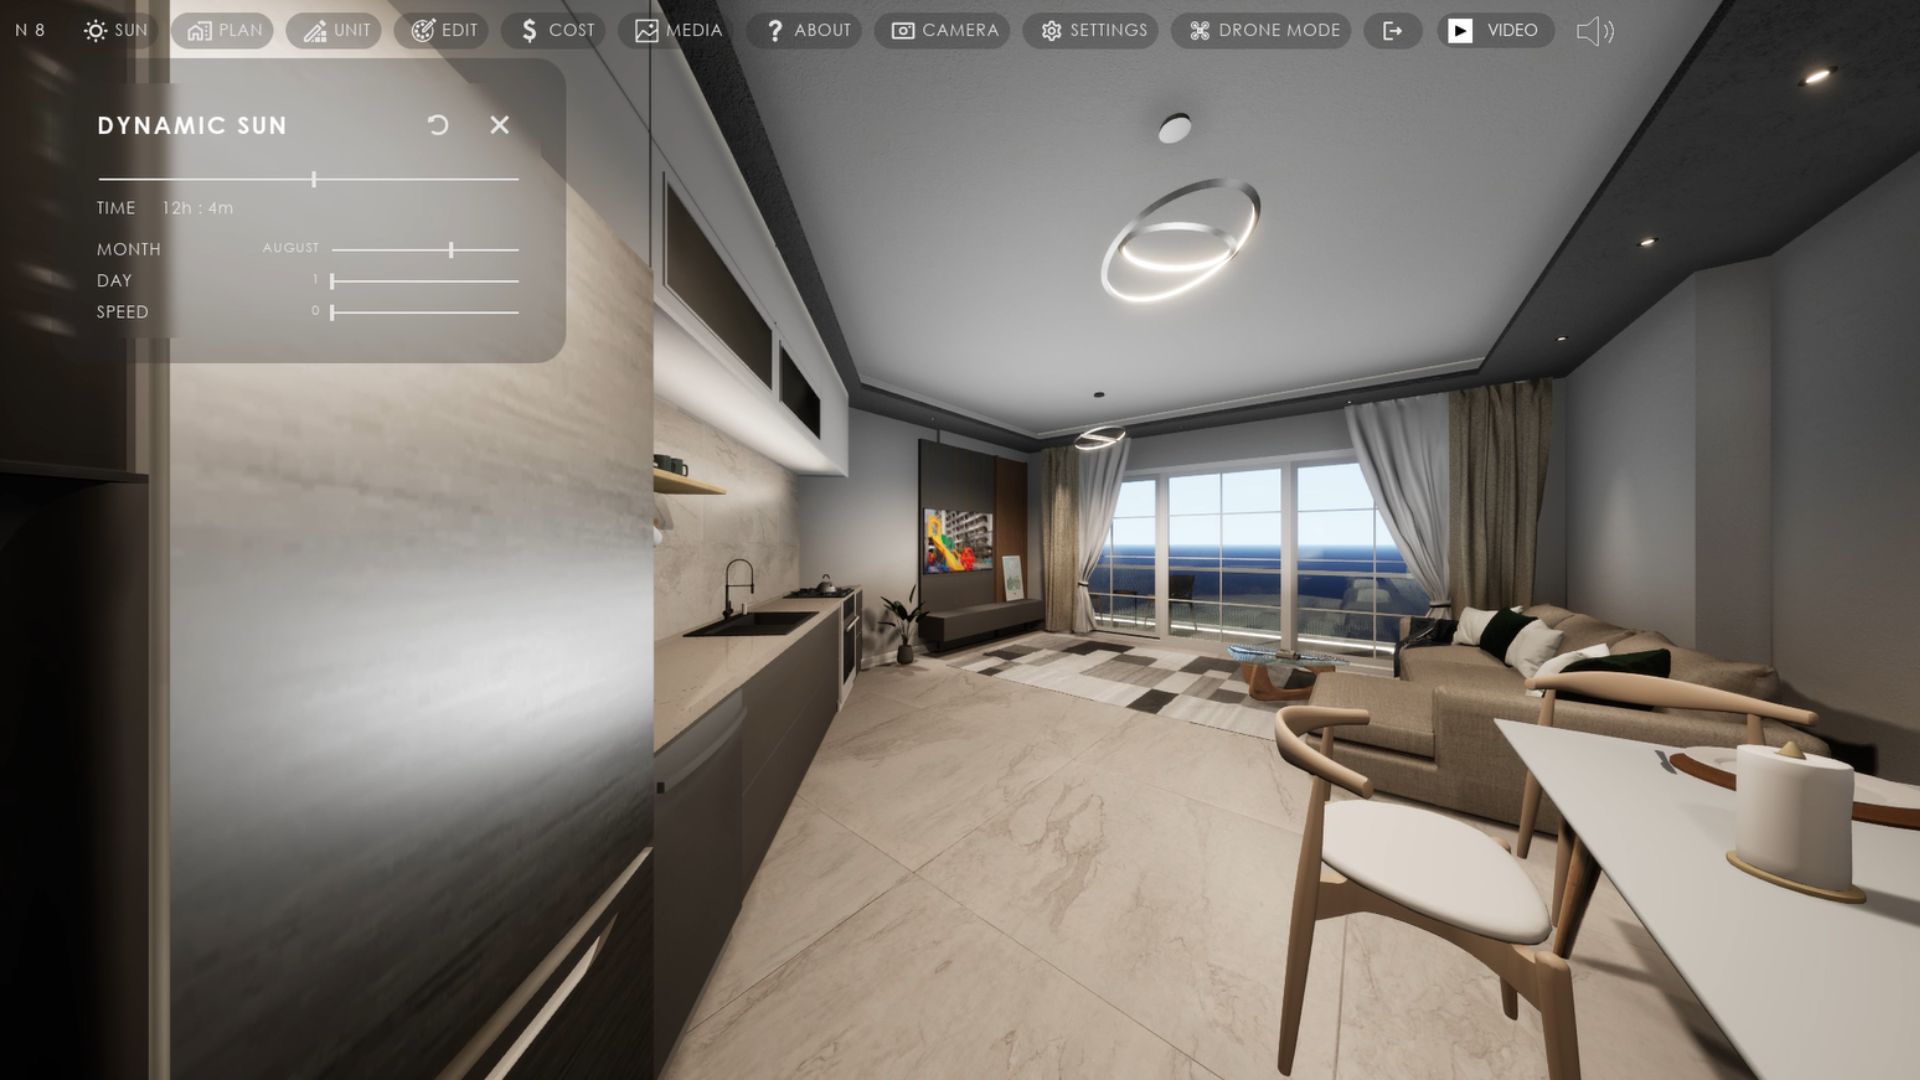 N 8 SUN PLAN UNIT EDIT $ COST MEDIA ? ABOUT CAMERA SETTINGS DRONE MODE VIDEO
DYNAMIC SUN
TIME 12h : 4m
MONTH AUGUST
DAY 1
SPEED 0